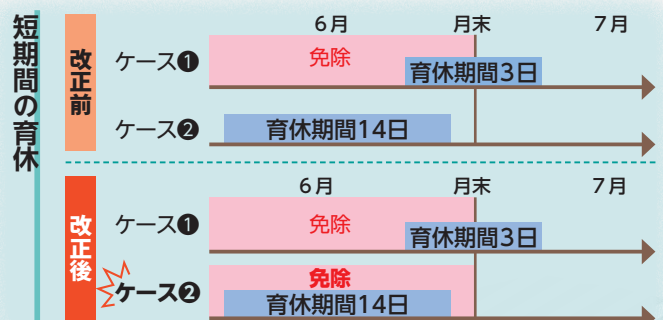 短期間の育休
改正前
6月 月末 7月
ケース❶ 免除
育休期間3日
ケース❷ 育休期間14日
改正後
6月 月末 7月
ケース❶ 免除
育休期間3日
ケース❷ 免除
育休期間14日